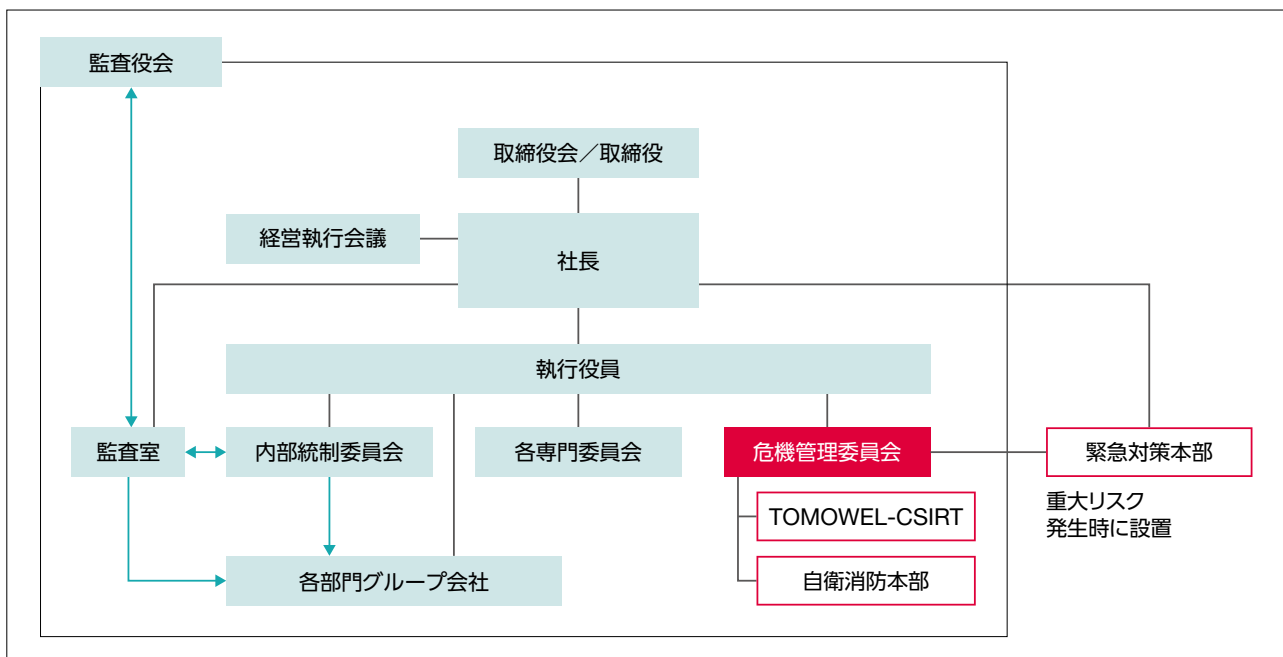 監査役会
取締役会／取締役
経営執行会議
社長
執行役員
監査室
内部統制委員会
各専門委員会
危機管理委員会
緊急対策本部
重大リスク
発生時に設置
TOMOWEL-CSIRT
各部門グループ会社
自衛消防本部